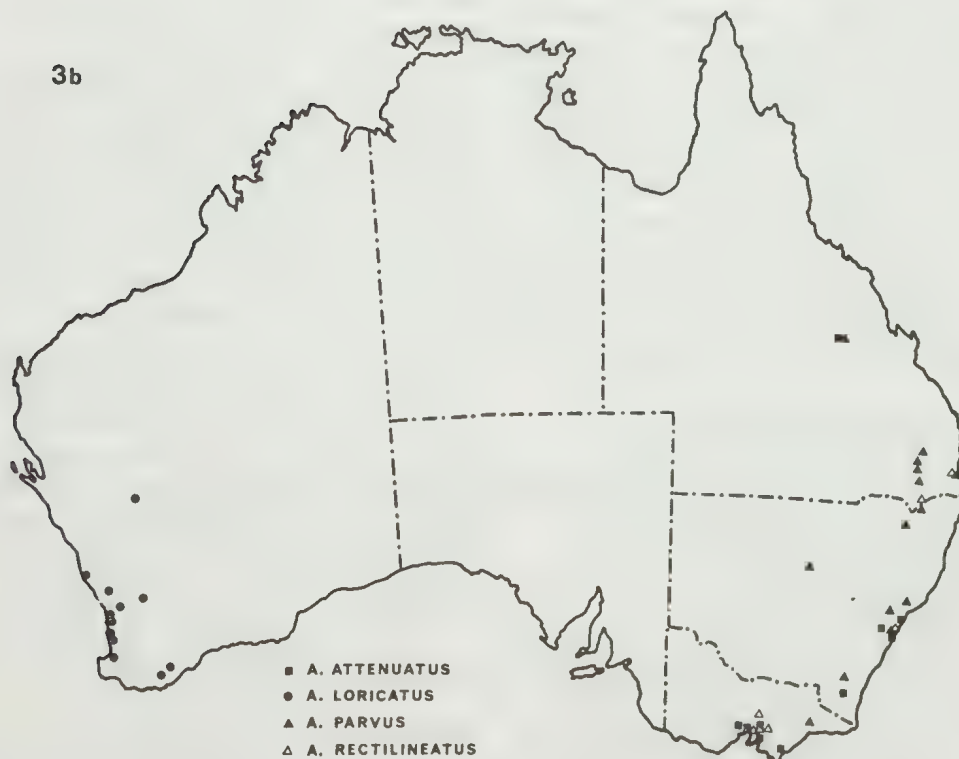 3b
■ A. ATTENUATUS
● A. LORICATUS
▲ A. PARVUS
△ A. RECTILINEATUS